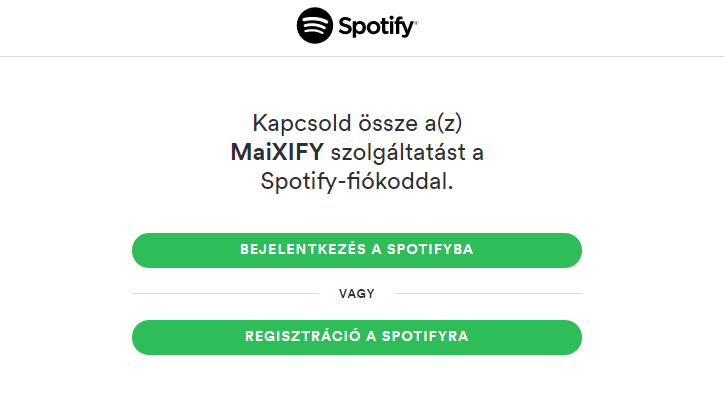 Spotify®
Kapcsold össze a(z)
MaiXIFY szolgáltatást a
Spotify-fiókoddal.
BEJELENTKEZÉS A SPOTIFYBA
VAGY
REGISZTRÁCIÓ A SPOTIFYRA